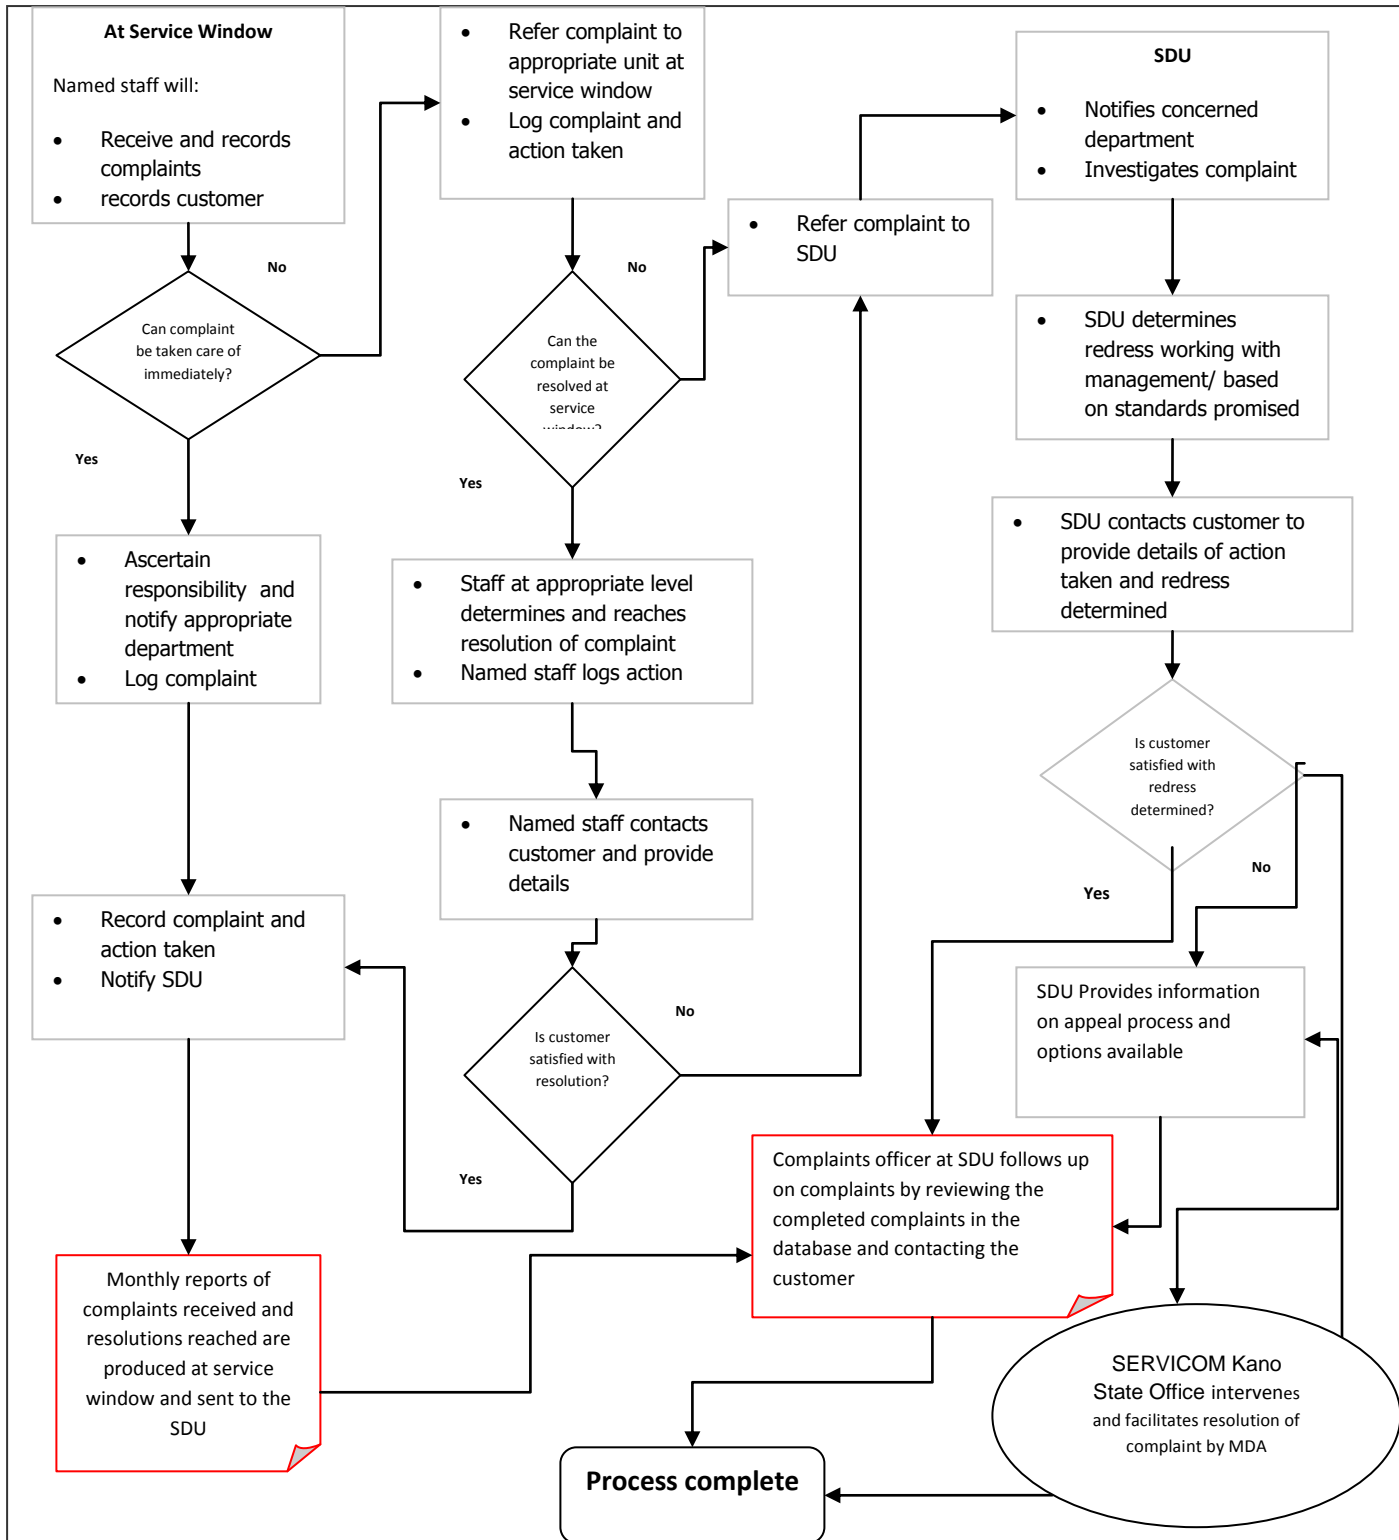 At Service Window
Named staff will:
• Receive and records
complaints
• records customer
No
Can complaint
be taken care of
immediately?
Yes
• Ascertain
responsibility and
notify appropriate
department
• Log complaint
• Record complaint and
action taken
• Notify SDU
Monthly reports of
complaints received and
resolutions reached are
produced at service
window and sent to the
SDU
• Refer complaint to
appropriate unit at
service window
• Log complaint and
action taken
No
Can the
complaint be
resolved at
service
window?
Yes
• Staff at appropriate level
determines and reaches
resolution of complaint
• Named staff logs action
• Named staff contacts
customer and provide
details
No
Is customer
satisfied with
resolution?
Yes
• Refer complaint to
SDU
SDU
• Notifies concerned
department
• Investigates complaint
• SDU determines
redress working with
management/ based
on standards promised
• SDU contacts customer to
provide details of action
taken and redress
determined
Is customer
satisfied with
redress
determined?
No
Yes
SDU Provides information
on appeal process and
options available
Complaints officer at SDU follows up
on complaints by reviewing the
completed complaints in the
database and contacting the
customer
SERVICOM Kano
State Office intervenes
and facilitates resolution of
complaint by MDA
Process complete